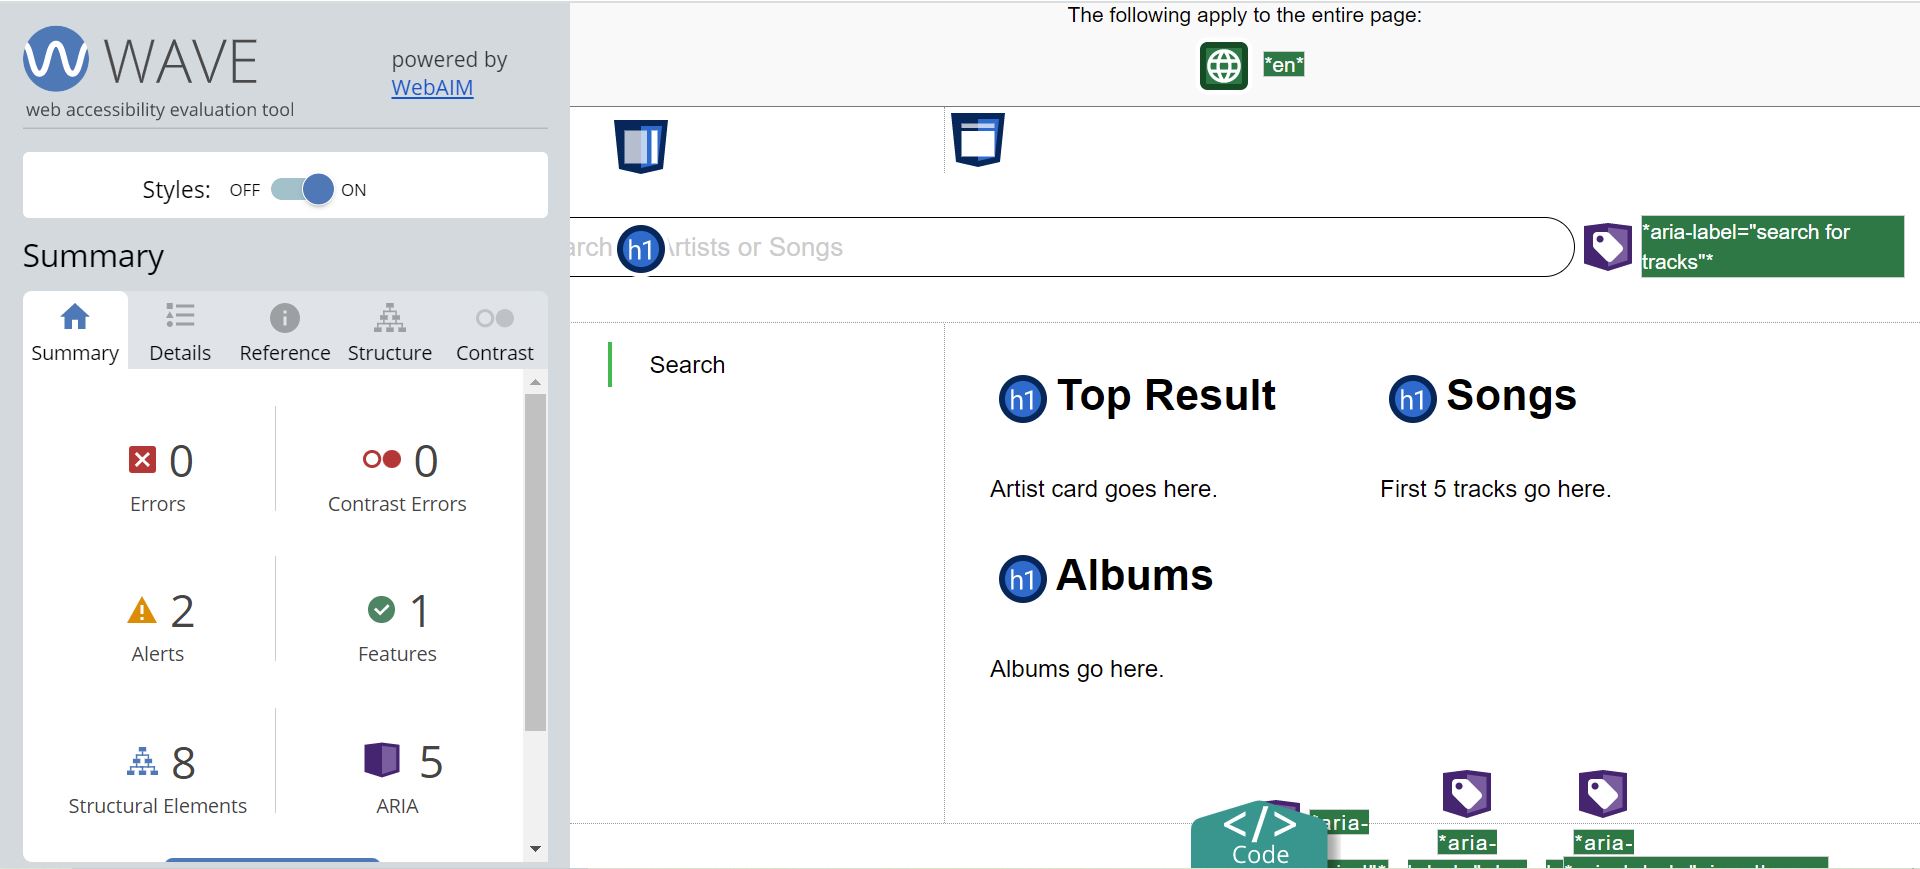 WAVE
web accessibility evaluation tool
powered by
WebAIM
Styles: OFF ON
Summary
Summary Details Reference Structure Contrast
0 Errors
0 Contrast Errors
2 Alerts
1 Features
8 Structural Elements
5 ARIA
The following apply to the entire page:
*en*
h1 Artists or Songs
*aria-label="search for
tracks"*
Search
h1 Top Result
h1 Songs
Artist card goes here.
First 5 tracks go here.
h1 Albums
Albums go here.
</>
Code
*aria-
*aria-